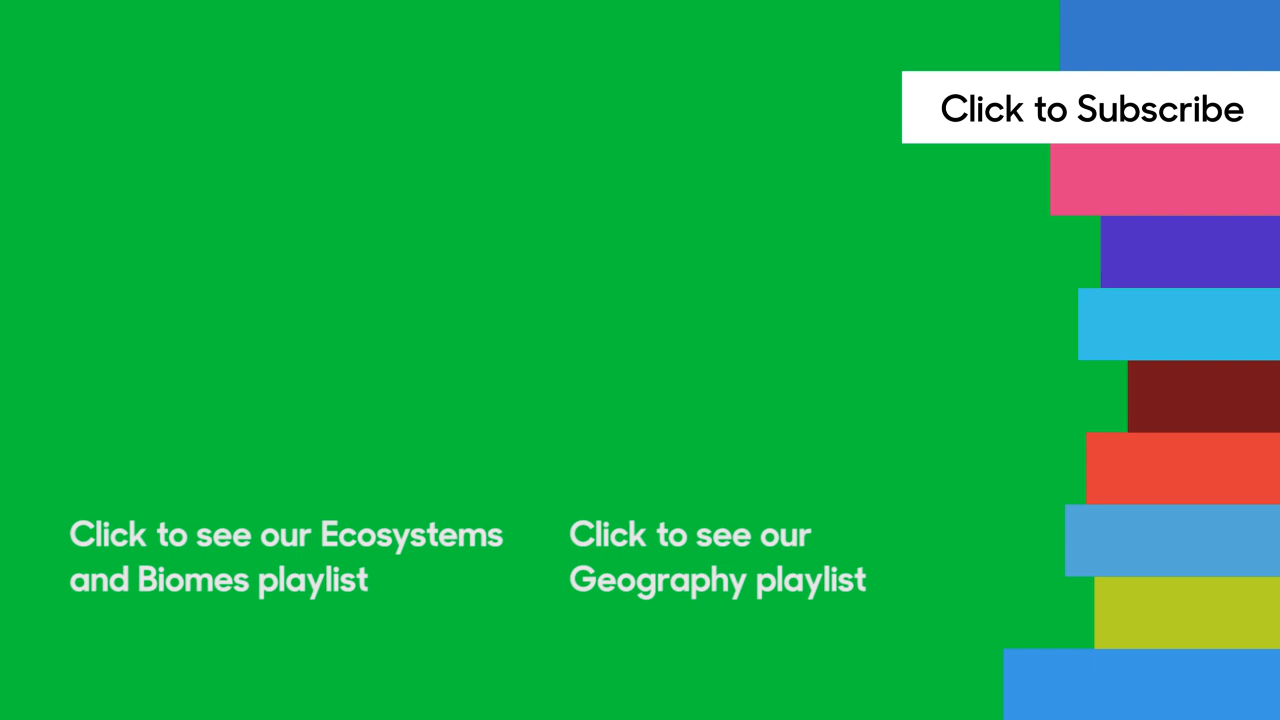 Click to Subscribe
Click to see our Ecosystems
and Biomes playlist
Click to see our
Geography playlist